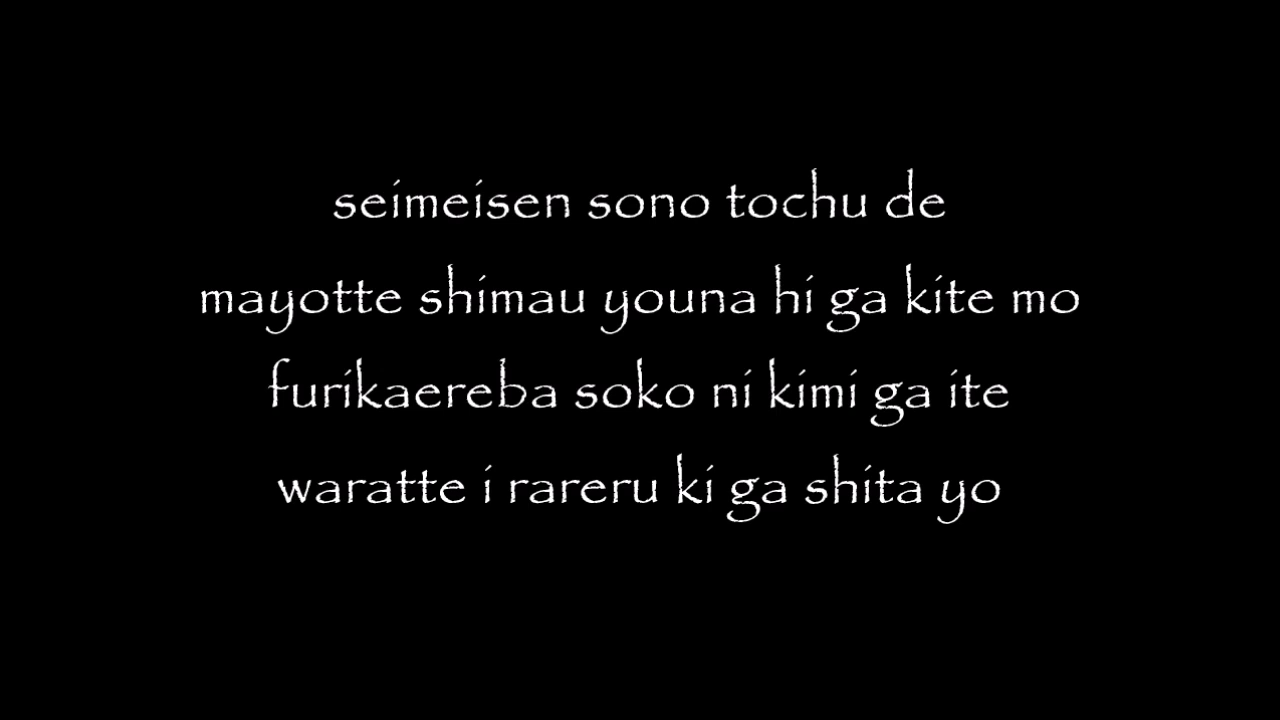 seimeisen sono tochu de
mayotte shimau youna hi ga kite mo
furikaereba soko ni kimi ga ite
waratte i rareru ki ga shita yo